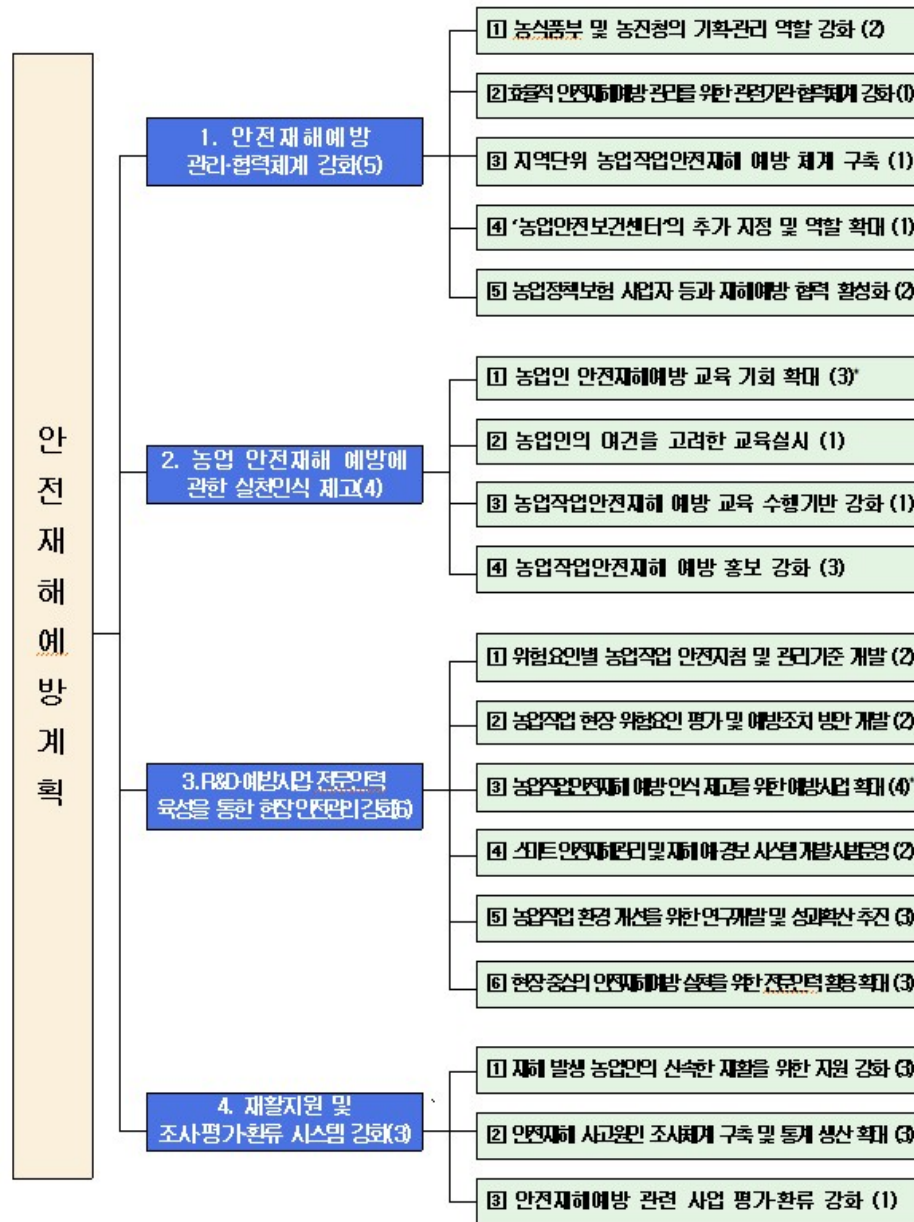 안전재해예방계획
1. 안전재해예방
관리·협력체계 강화(5)
1 농식품부 및 농진청의 기획·관리 역할 강화 (2)
2 효율적 안전재해예방 관리를 위한 관련기관 협력체계 강화(1)
3 지역단위 농업작업안전재해 예방 체계 구축 (1)
4 ‘농업안전보건센터’의 추가 지정 및 역할 확대 (1)
5 농업정책보험 사업자 등과 재해예방 협력 활성화 (2)
2. 농업 안전재해 예방에
관한 실천인식 제고(4)
1 농업인 안전재해예방 교육 기회 확대 (3)*
2 농업인의 여건을 고려한 교육실시 (1)
3 농업작업안전재해 예방 교육 수행기반 강화 (1)
4 농업작업안전재해 예방 홍보 강화 (3)
3.R&D·예방사업·전문인력
육성을 통한 현장 안전관리 강화(6)
1 위험요인별 농업작업 안전지침 및 관리기준 개발 (2)
2 농업작업 현장 위험요인 평가 및 예방조치 방안 개발 (2)
3 농업작업안전재해 예방 인식 제고를 위한 예방사업 확대 (4)*
4 스마트 안전재해관리 및 재해 예·경보 시스템 개발·시범운영 (2)
5 농업작업 환경 개선을 위한 연구개발 및 성과확산 추진 (3)
6 현장 중심의 안전재해예방 실천을 위한 전문인력 활용 확대 (3)
4. 재활지원 및
조사·평가·환류 시스템 강화(3)
1 재해 발생 농업인의 신속한 재활을 위한 지원 강화 (3)
2 안전재해 사고원인 조사체계 구축 및 통계 생산 확대 (3)
3 안전재해예방 관련 사업 평가·환류 강화 (1)